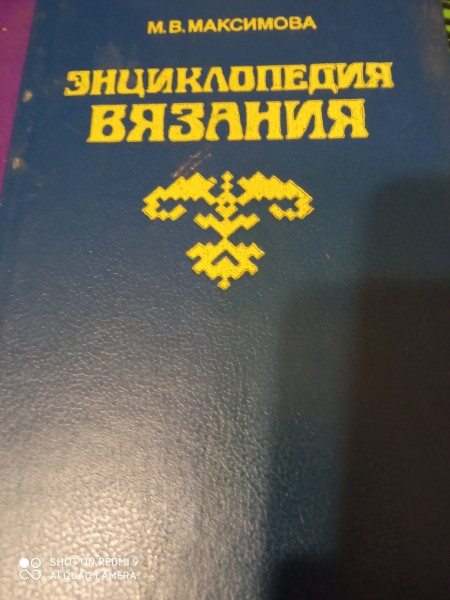 М. В. МАКСИМОВА
ЭНЦИКЛОПЕДИЯ
ВЯЗАНИЯ
SHOT ON REDMI 9
AI QUAD CAMERA